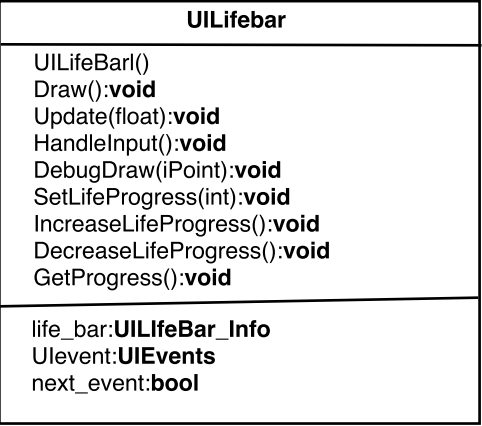 UILifebar
UILifeBarl()
Draw():void
Update(float):void
HandleInput():void
DebugDraw(iPoint):void
SetLifeProgress(int):void
IncreaseLifeProgress():void
DecreaseLifeProgress():void
GetProgress():void
life_bar:UILIfeBar_Info
UIevent:UIEvents
next_event:bool